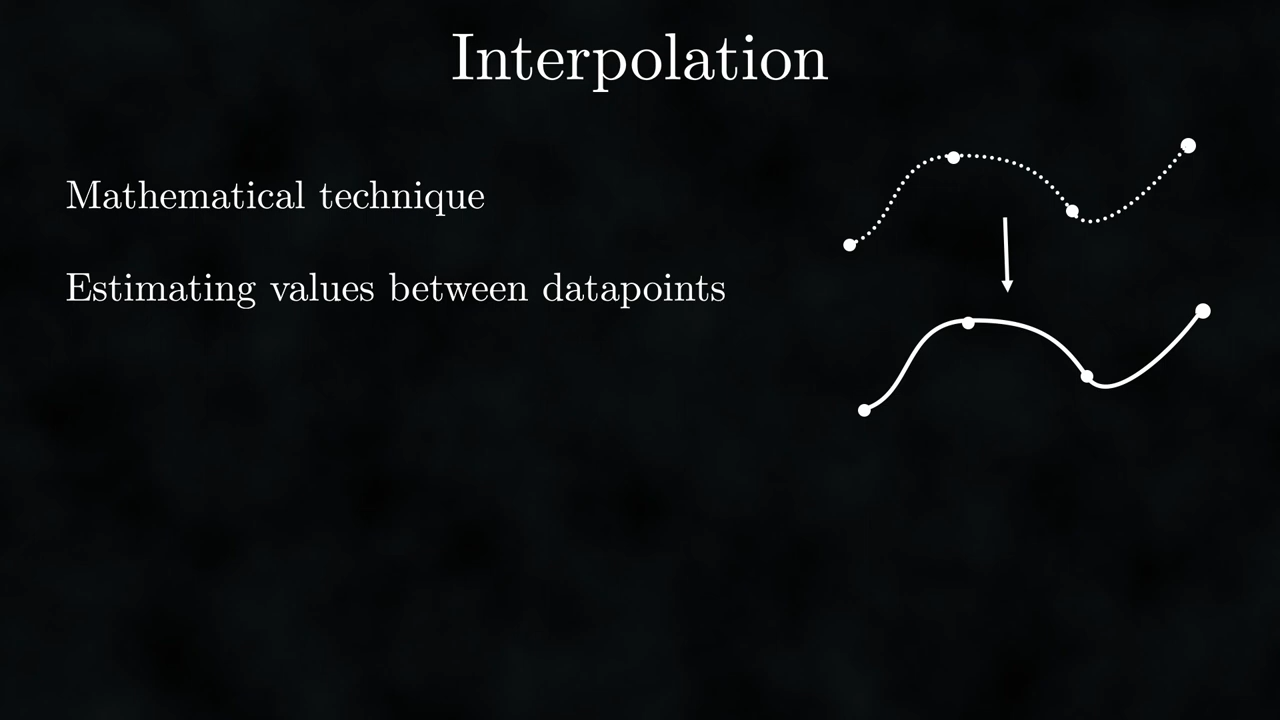 Interpolation
Mathematical technique
Estimating values between datapoints